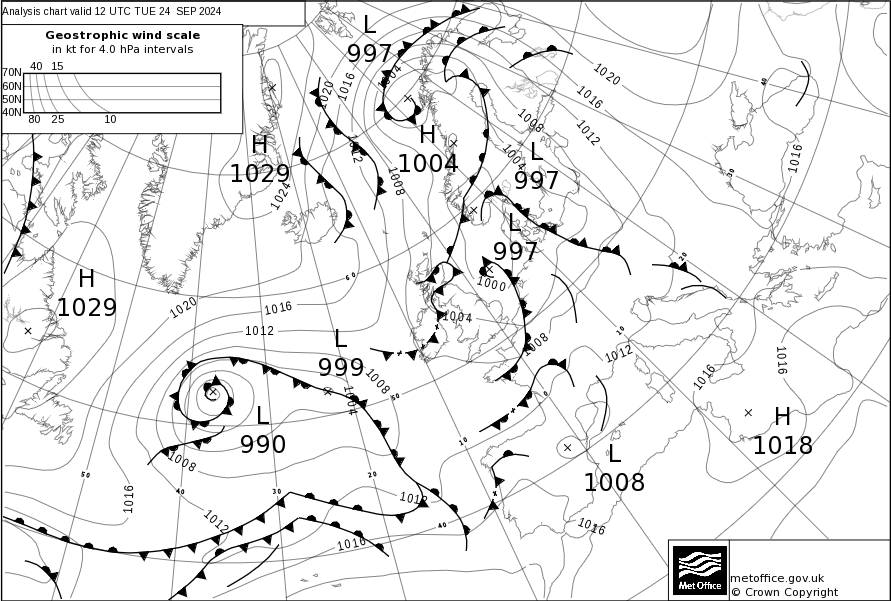 Analysis chart valid 12 UTC TUE 24 SEP 2024
Geostrophic wind scale
in kt for 4.0 hPa intervals
40 15
70N
60N
50N
40N
80 25 10
L
997
1004
1020
1016
1012
1008
H
1029
1024
H
1004
1020
1016
1012
1008
1004
L
997
L
997
1000
1004
1008
1012
1016
40
30
20
10
0
H
1029
1020
1016
1012
60
L
999
1008
1004
50
L
990
1008
1016
1012
50
40
30
20
10
1012
40
1016
L
1008
1016
1016
1016
H
1018
Met Office
metoffice.gov.uk
© Crown Copyright